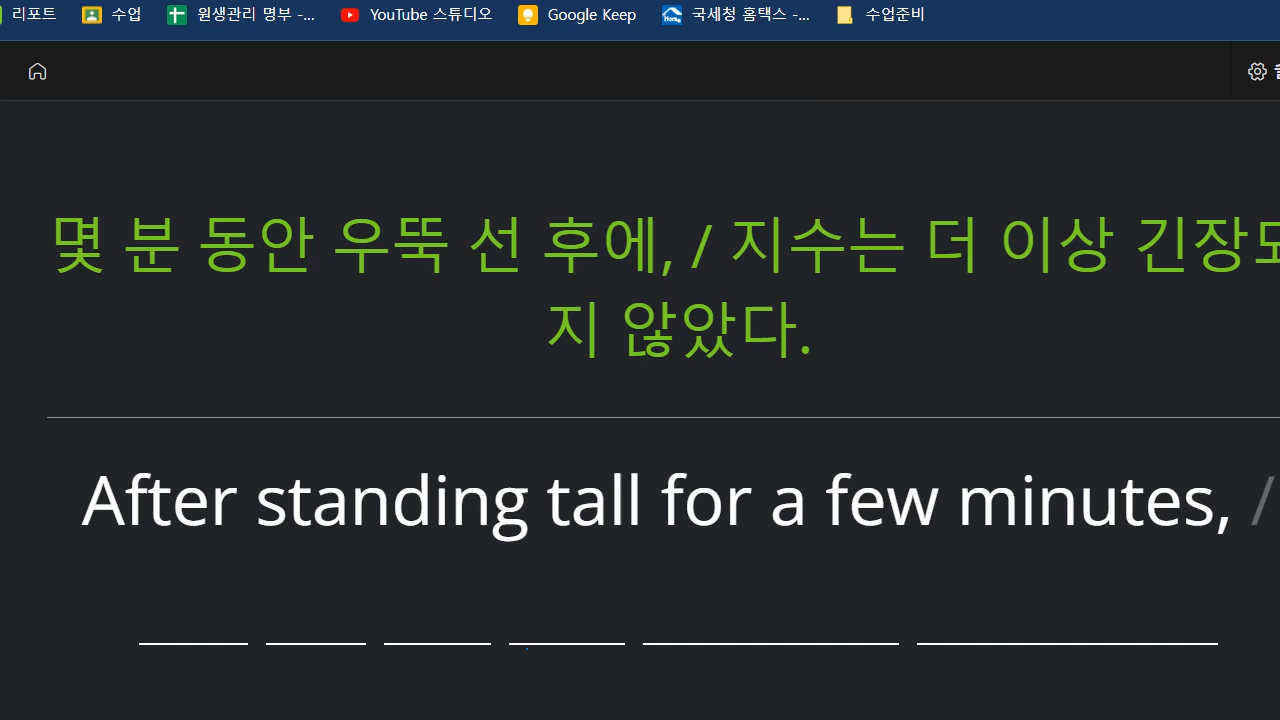 리포트 수업 원생관리 명부 -... YouTube 스튜디오 Google Keep 국세청 홈택스 -... 수업준비
몇 분 동안 우뚝 선 후에, / 지수는 더 이상 긴장되
지 않았다.
After standing tall for a few minutes, /